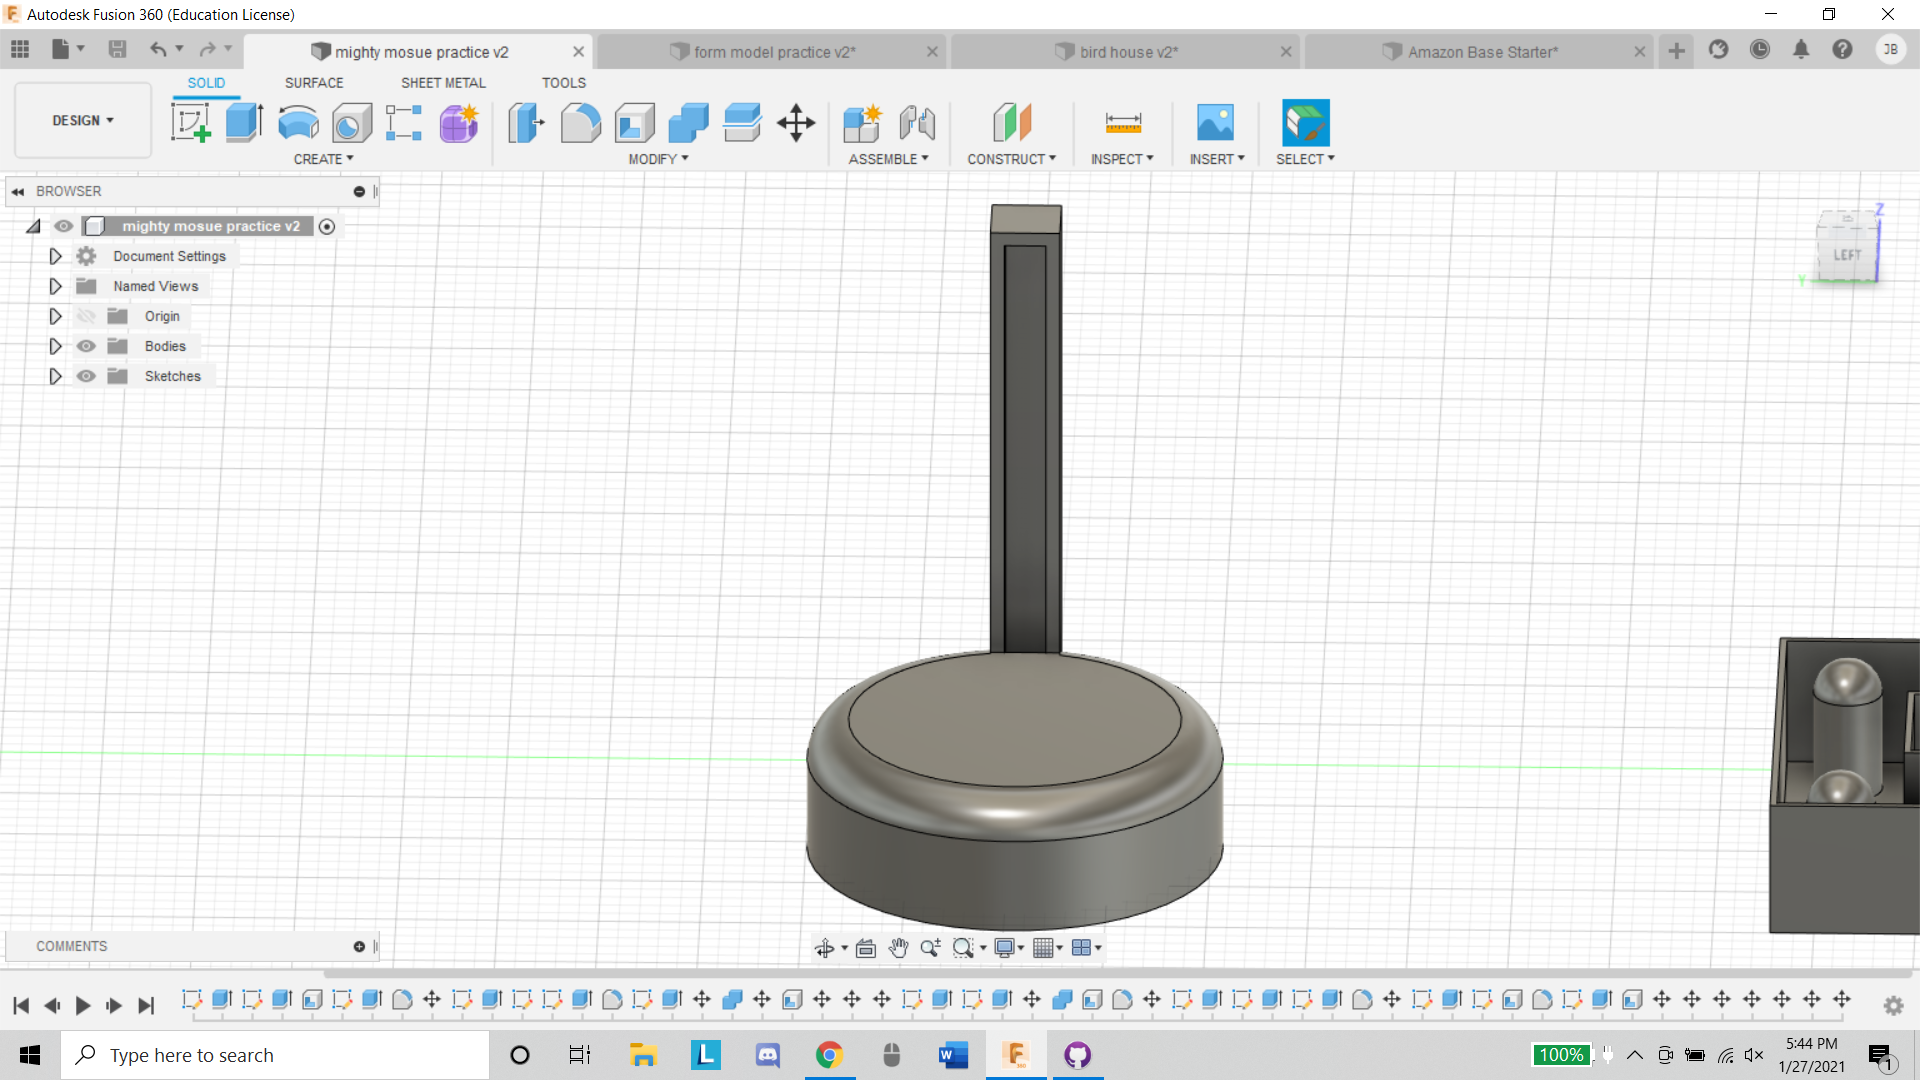 Autodesk Fusion 360 (Education License)
mighty mosue practice v2
form model practice v2*
bird house v2*
Amazon Base Starter*
JB
SOLID
SURFACE
SHEET METAL
TOOLS
DESIGN
CREATE
MODIFY
ASSEMBLE
CONSTRUCT
INSPECT
INSERT
SELECT
BROWSER
mighty mosue practice v2
Document Settings
Named Views
Origin
Bodies
Sketches
Z
LEFT
Y
COMMENTS
Type here to search
100%
5:44 PM
1/27/2021
1